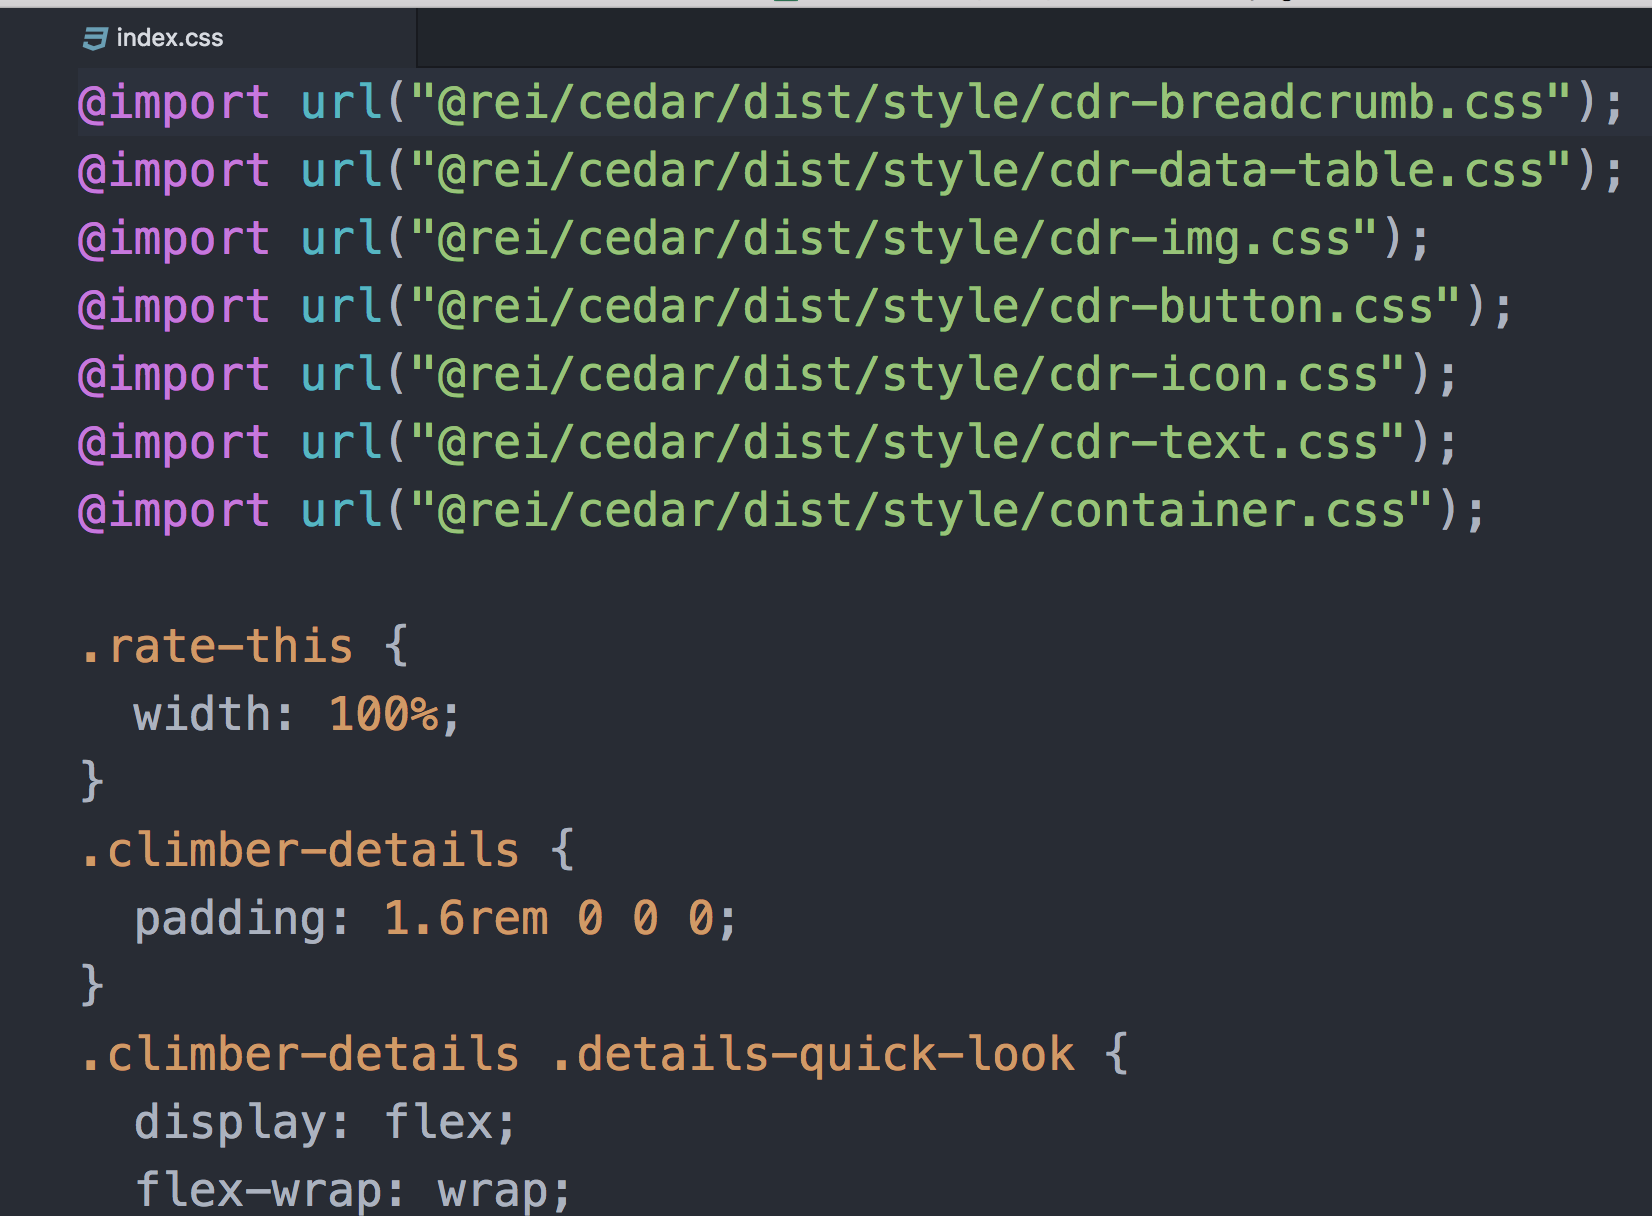 index.css
@import url("@rei/cedar/dist/style/cdr-breadcrumb.css");
@import url("@rei/cedar/dist/style/cdr-data-table.css");
@import url("@rei/cedar/dist/style/cdr-img.css");
@import url("@rei/cedar/dist/style/cdr-button.css");
@import url("@rei/cedar/dist/style/cdr-icon.css");
@import url("@rei/cedar/dist/style/cdr-text.css");
@import url("@rei/cedar/dist/style/container.css");
.rate-this {
  width: 100%;
}
.climber-details {
  padding: 1.6rem 0 0 0;
}
.climber-details .details-quick-look {
  display: flex;
  flex-wrap: wrap;